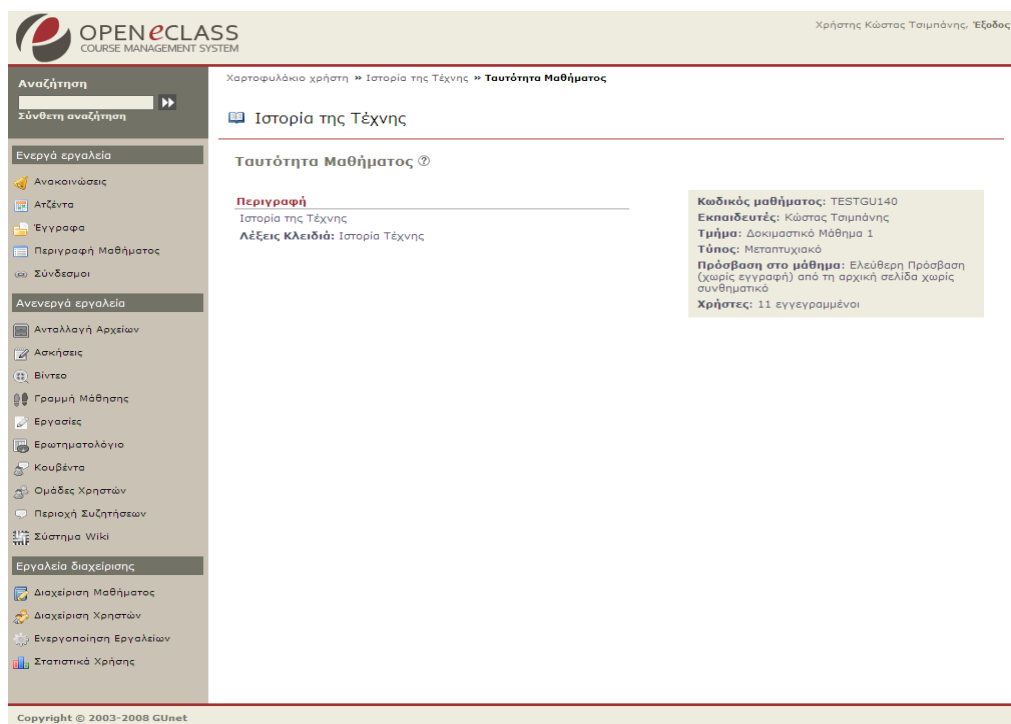 OPEN eCLASS
COURSE MANAGEMENT SYSTEM
Χρήστης Κώστας Τσιμπάνης, Έξοδος
Αναζήτηση
Σύνθετη αναζήτηση
Χαρτοφυλάκιο χρήστη » Ιστορία της Τέχνης » Ταυτότητα Μαθήματος
Ιστορία της Τέχνης
Ενεργά εργαλεία
Ανακοινώσεις
Ατζέντα
Έγγραφα
Περιγραφή Μαθήματος
Σύνδεσμοι
Ανενεργά εργαλεία
Ανταλλαγή Αρχείων
Ασκήσεις
Βίντεο
Γραμμή Μάθησης
Εργασίες
Ερωτηματολόγιο
Κουβέντα
Ομάδες Χρηστών
Περιοχή Συζητήσεων
Σύστημα Wiki
Εργαλεία διαχείρισης
Διαχείριση Μαθήματος
Διαχείριση Χρηστών
Ενεργοποίηση Εργαλείων
Στατιστικά Χρήσης
Ταυτότητα Μαθήματος
Περιγραφή
Ιστορία της Τέχνης
Λέξεις Κλειδιά: Ιστορία Τέχνης
Κωδικός μαθήματος: TESTGU140
Εκπαιδευτές: Κώστας Τσιμπάνης
Τμήμα: Δοκιμαστικό Μάθημα 1
Τύπος: Μεταπτυχιακό
Πρόσβαση στο μάθημα: Ελεύθερη Πρόσβαση
(χωρίς εγγραφή) από τη αρχική σελίδα χωρίς
συνθηματικό
Χρήστες: 11 εγγεγραμμένοι
Copyright © 2003-2008 GUnet